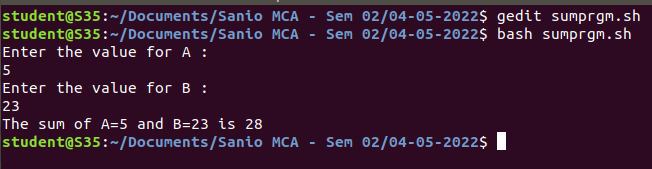 student@S35:~/Documents/Sanio MCA - Sem 02/04-05-2022$ gedit sumprgm.sh
student@S35:~/Documents/Sanio MCA - Sem 02/04-05-2022$ bash sumprgm.sh
Enter the value for A :
5
Enter the value for B :
23
The sum of A=5 and B=23 is 28
student@S35:~/Documents/Sanio MCA - Sem 02/04-05-2022$